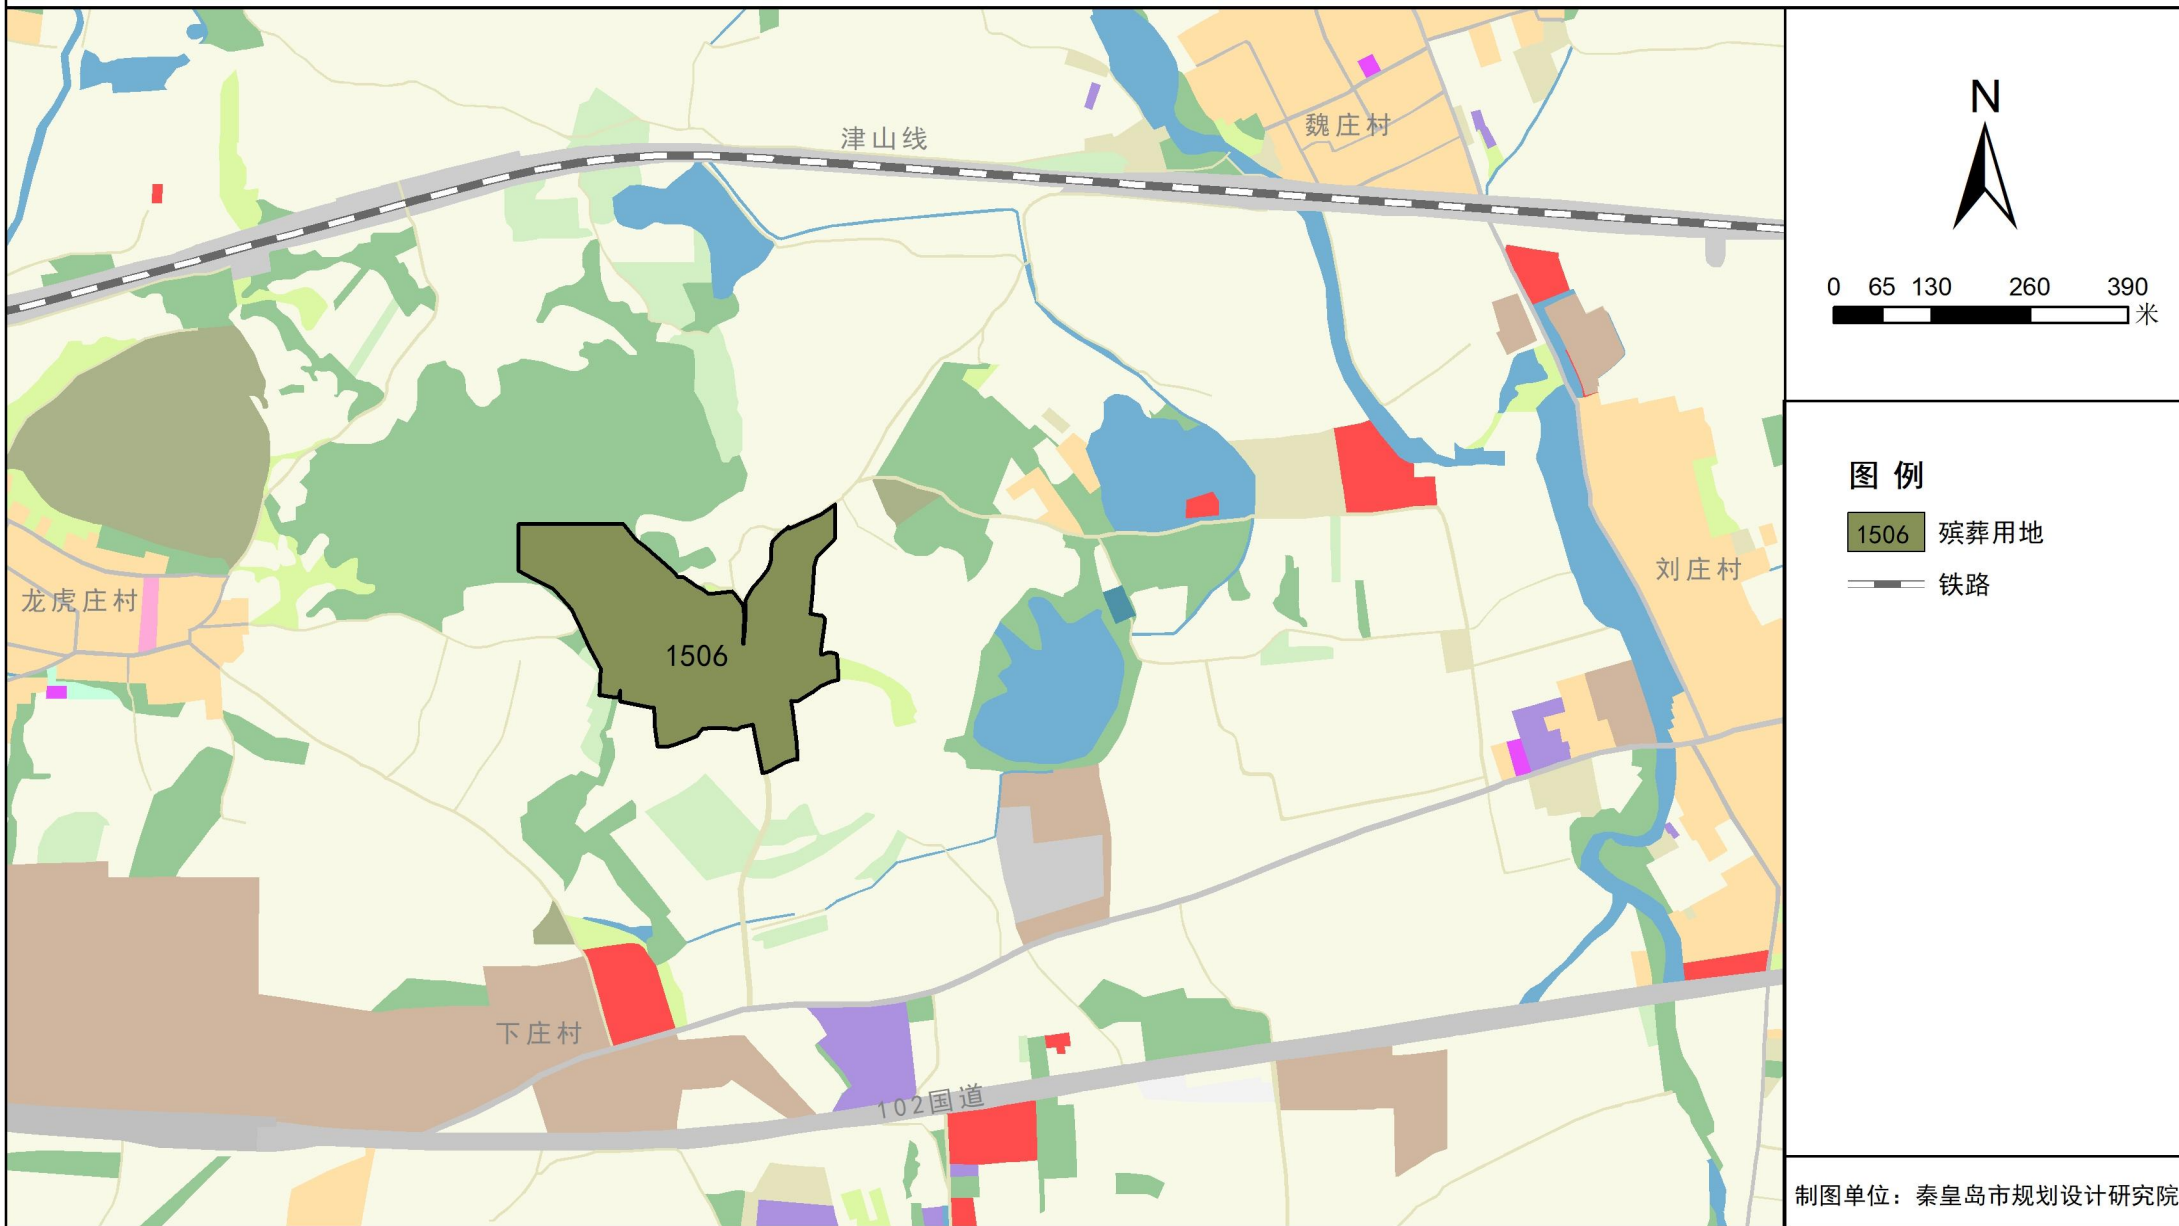 津山线
魏庄村
龙虎庄村
刘庄村
1506
下庄村
102国道
N
0 65 130 260 390
米
图例
1506 殡葬用地
铁路
制图单位：秦皇岛市规划设计研究院